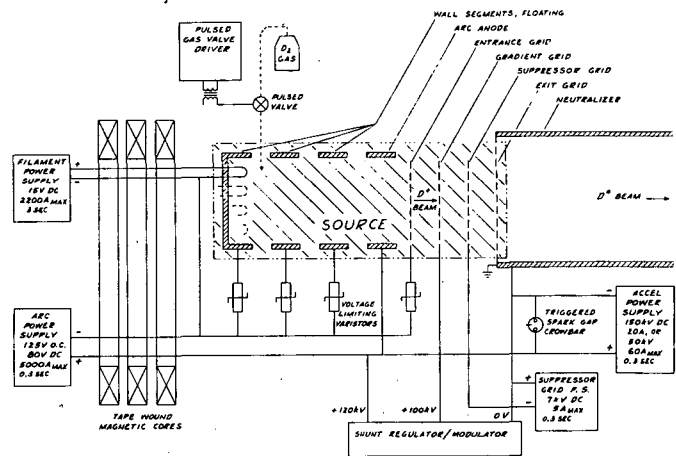 WALL SEGMENTS, FLOATING
ARC ANODE
ENTRANCE GRID
GRADIENT GRID
SUPPRESSOR GRID
EXIT GRID
NEUTRALIZER
PULSED
GAS VALVE
DRIVER
D2
GAS
PULSED
VALVE
FILAMENT
POWER
SUPPLY
15V DC
2200A MAX
3 SEC
+
-
D+
BEAM
SOURCE
D° BEAM
VOLTAGE
LIMITING
VARISTORS
ARC
POWER
SUPPLY
125V O.C.
80V DC
5000A MAX
0.3 SEC
-
+
TAPE WOUND
MAGNETIC CORES
TRIGGERED
SPARK GAP
CROWBAR
-
+
ACCEL
POWER
SUPPLY
150kV DC
20A, OR
50kV
60A MAX
0.3 SEC
+
-
SUPPRESSOR
GRID P.S.
7kV DC
5A MAX
0.3 SEC
+120kV
+100kV
0V
SHUNT REGULATOR/MODULATOR